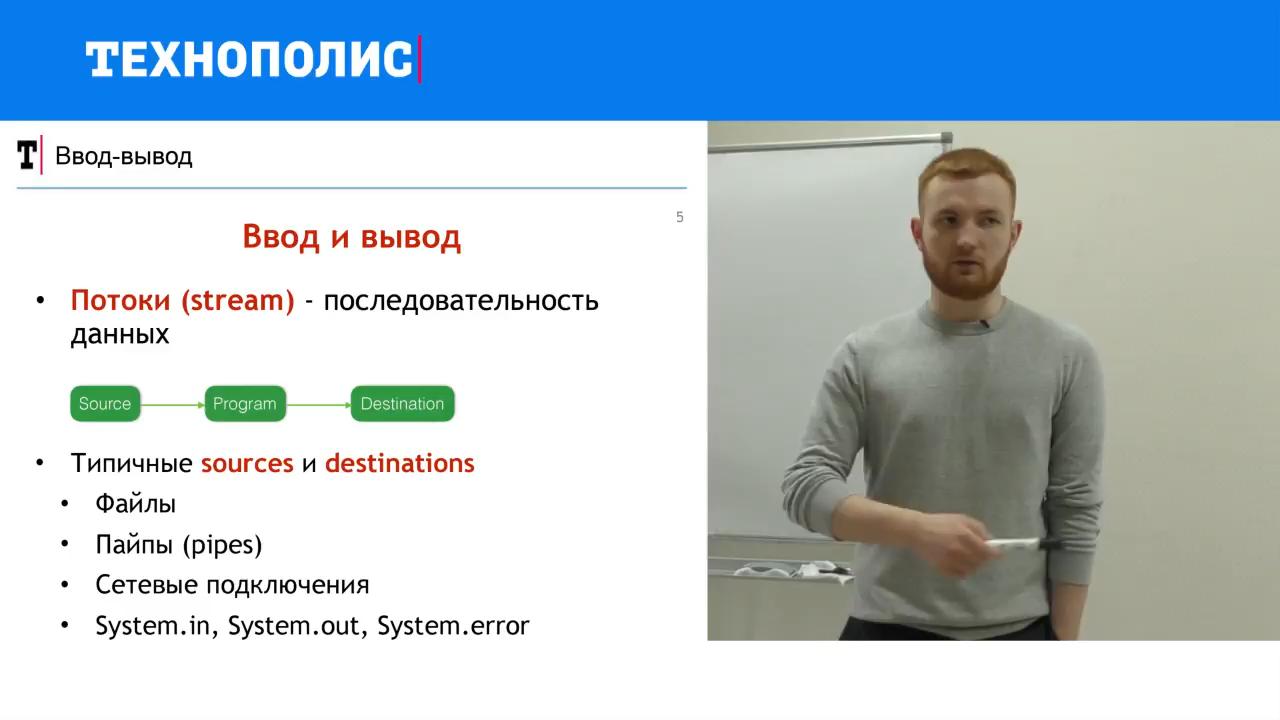 ТЕХНОПОЛИС
Т Ввод-вывод
5
Ввод и вывод
• Потоки (stream) - последовательность
данных
Source Program Destination
• Типичные sources и destinations
• Файлы
• Пайпы (pipes)
• Сетевые подключения
• System.in, System.out, System.error